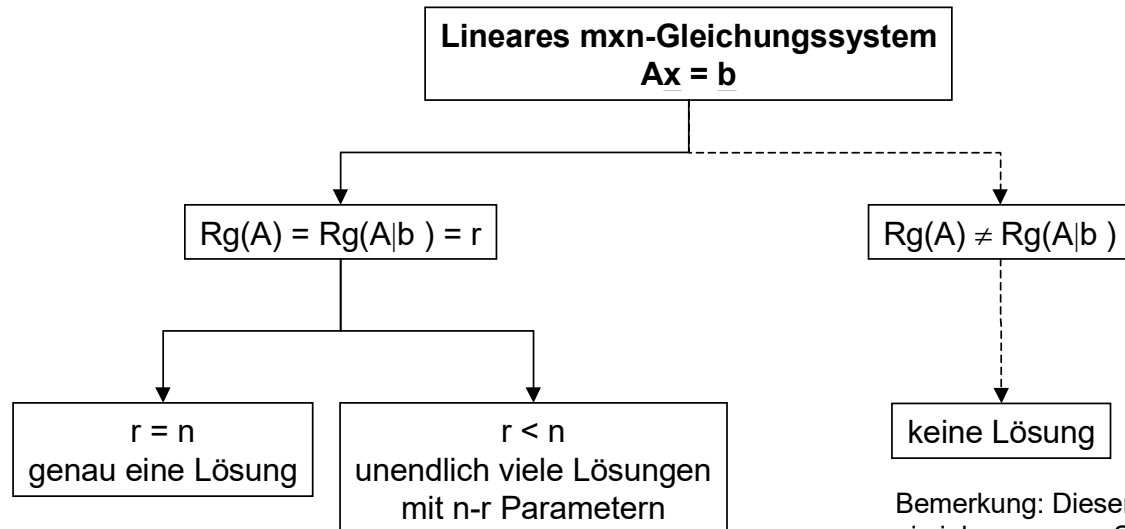 Lineares mxn-Gleichungssystem
Ax = b
Rg(A) = Rg(A|b ) = r
Rg(A) ≠ Rg(A|b )
r = n
genau eine Lösung
r < n
unendlich viele Lösungen
mit n-r Parametern
keine Lösung
Bemerkung: Dieser